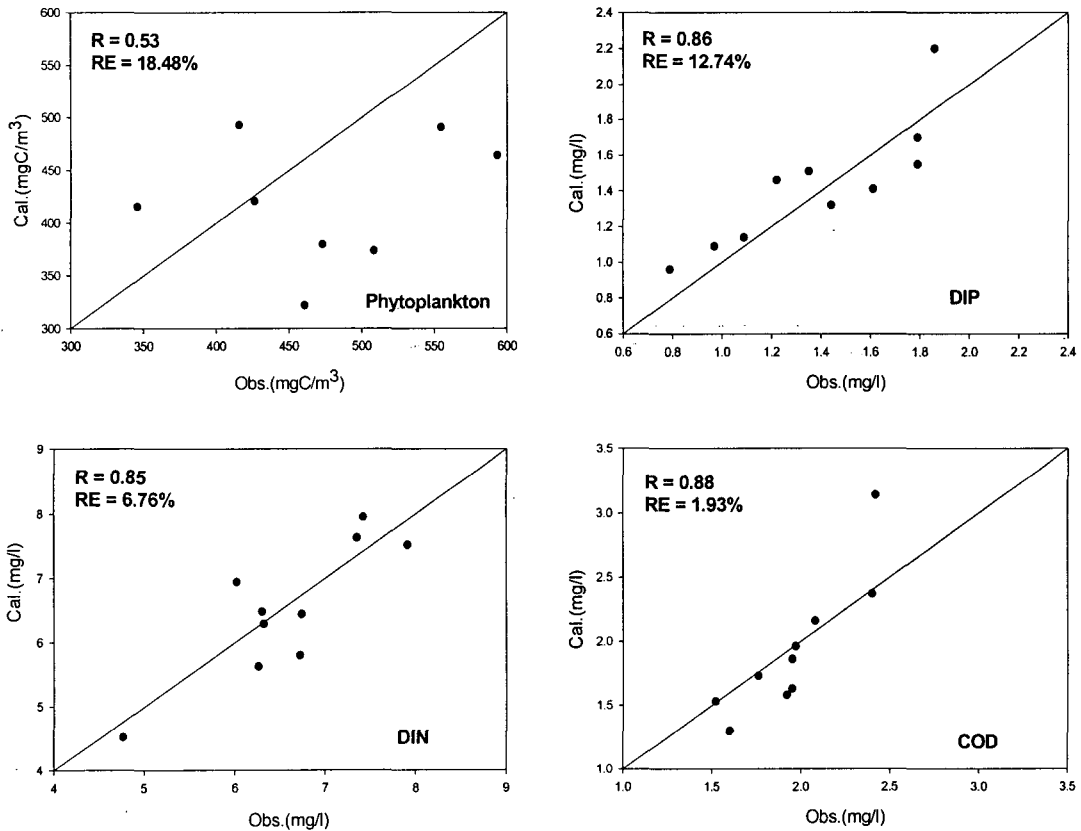 600
550
500
450
400
350
300
Cal.(mgC/m³)
R = 0.53
RE = 18.48%
Phytoplankton
300
350
400
450
500
550
600
Obs.(mgC/m³)
2.4
2.2
2.0
1.8
1.6
1.4
1.2
1.0
0.8
0.6
Cal.(mg/l)
R = 0.86
RE = 12.74%
DIP
0.6
0.8
1.0
1.2
1.4
1.6
1.8
2.0
2.2
2.4
Obs.(mg/l)
9
8
7
6
5
4
Cal.(mg/l)
R = 0.85
RE = 6.76%
DIN
4
5
6
7
8
9
Obs.(mg/l)
3.5
3.0
2.5
2.0
1.5
1.0
Cal.(mg/l)
R = 0.88
RE = 1.93%
COD
1.0
1.5
2.0
2.5
3.0
3.5
Obs.(mg/l)